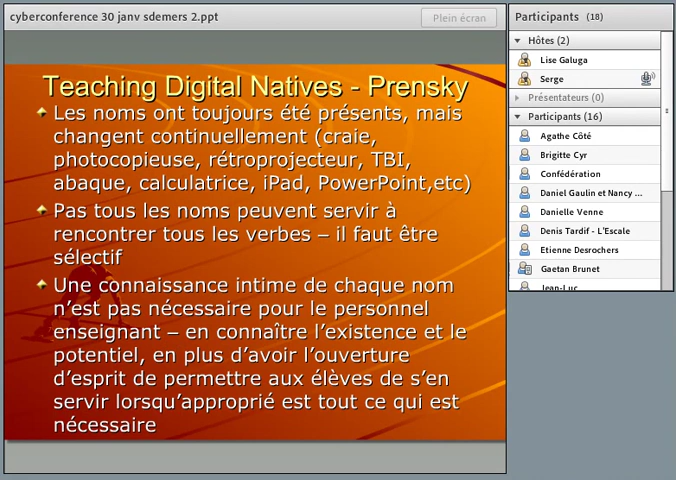 cyberconference 30 janv sdemers 2.ppt
Plein écran
Teaching Digital Natives - Prensky
Les noms ont toujours été présents, mais
changent continuellement (craie,
photocopieuse, rétroprojecteur, TBI,
abaque, calculatrice, iPad, PowerPoint,etc)
Pas tous les noms peuvent servir à
rencontrer tous les verbes – il faut être
sélectif
Une connaissance intime de chaque nom
n'est pas nécessaire pour le personnel
enseignant – en connaître l'existence et le
potentiel, en plus d'avoir l'ouverture
d'esprit de permettre aux élèves de s'en
servir lorsqu'approprié est tout ce qui est
nécessaire
Participants (18)
Hôtes (2)
Lise Galuga
Serge
Présentateurs (0)
Participants (16)
Agathe Côté
Brigitte Cyr
Confédération
Daniel Gaulin et Nancy ...
Danielle Venne
Denis Tardif - L'Escale
Etienne Desrochers
Gaetan Brunet
Jean-Luc